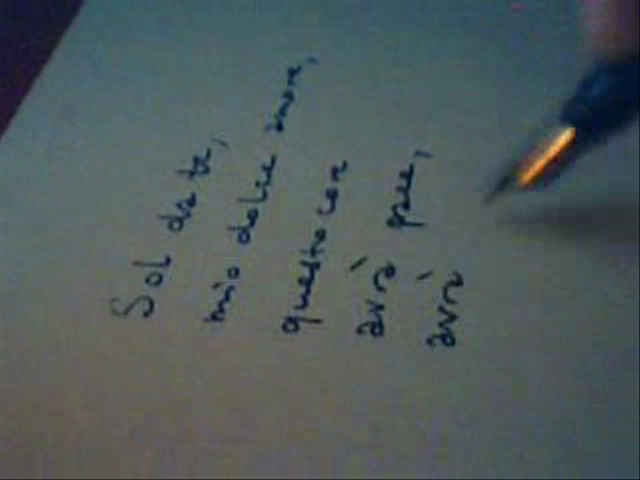 Sol da te,
mio dolce amore,
questo cor
avrà pace,
avrà